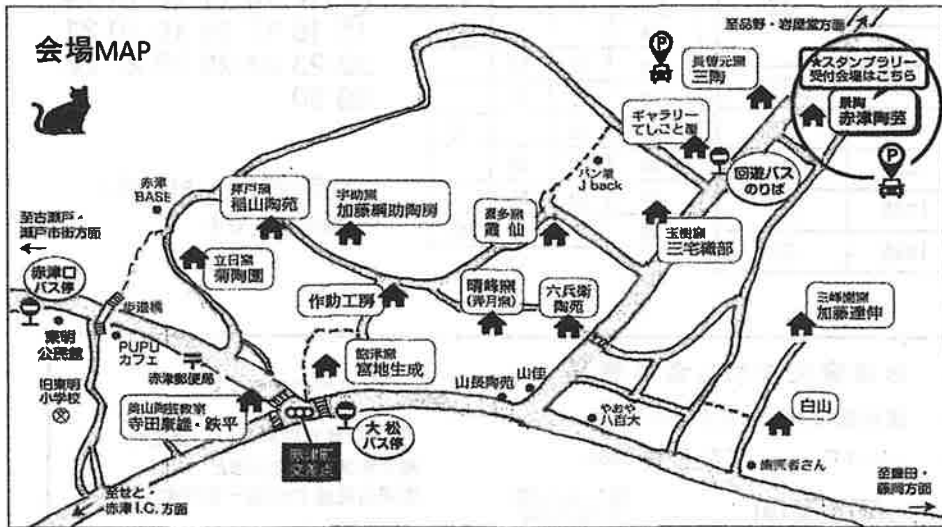 会場MAP
至品野・岩屋堂方面
P
長曽元窯
三陶
★スタンプラリー
受付会場はこちら
景陶
赤津陶芸
P
ギャラリー
てしごと屋
回遊バス
のりば
パン屋
J back
赤津
BASE
拝戸窯
福山陶苑
宇助窯
加藤綱助陶房
喜多窯
霞仙
玉樹窯
三宅織部
至古瀬戸・
瀬戸市街方面
赤津口
バス停
立日窯
菊陶園
作助工房
晴峰窯
(弄月窯)
六兵衛
陶苑
三峰園窯
加藤達伸
歩道橋
東明
公民館
PUPU
カフェ
赤津郵便局
飽津窯
宮地生成
山長陶苑
山佳
旧東明
小学校
文
寺田康雄・鉄平
大松
バス停
やおや
八百大
白山
歯医者さん
至せと・
赤津I.C.方面
藤岡方面